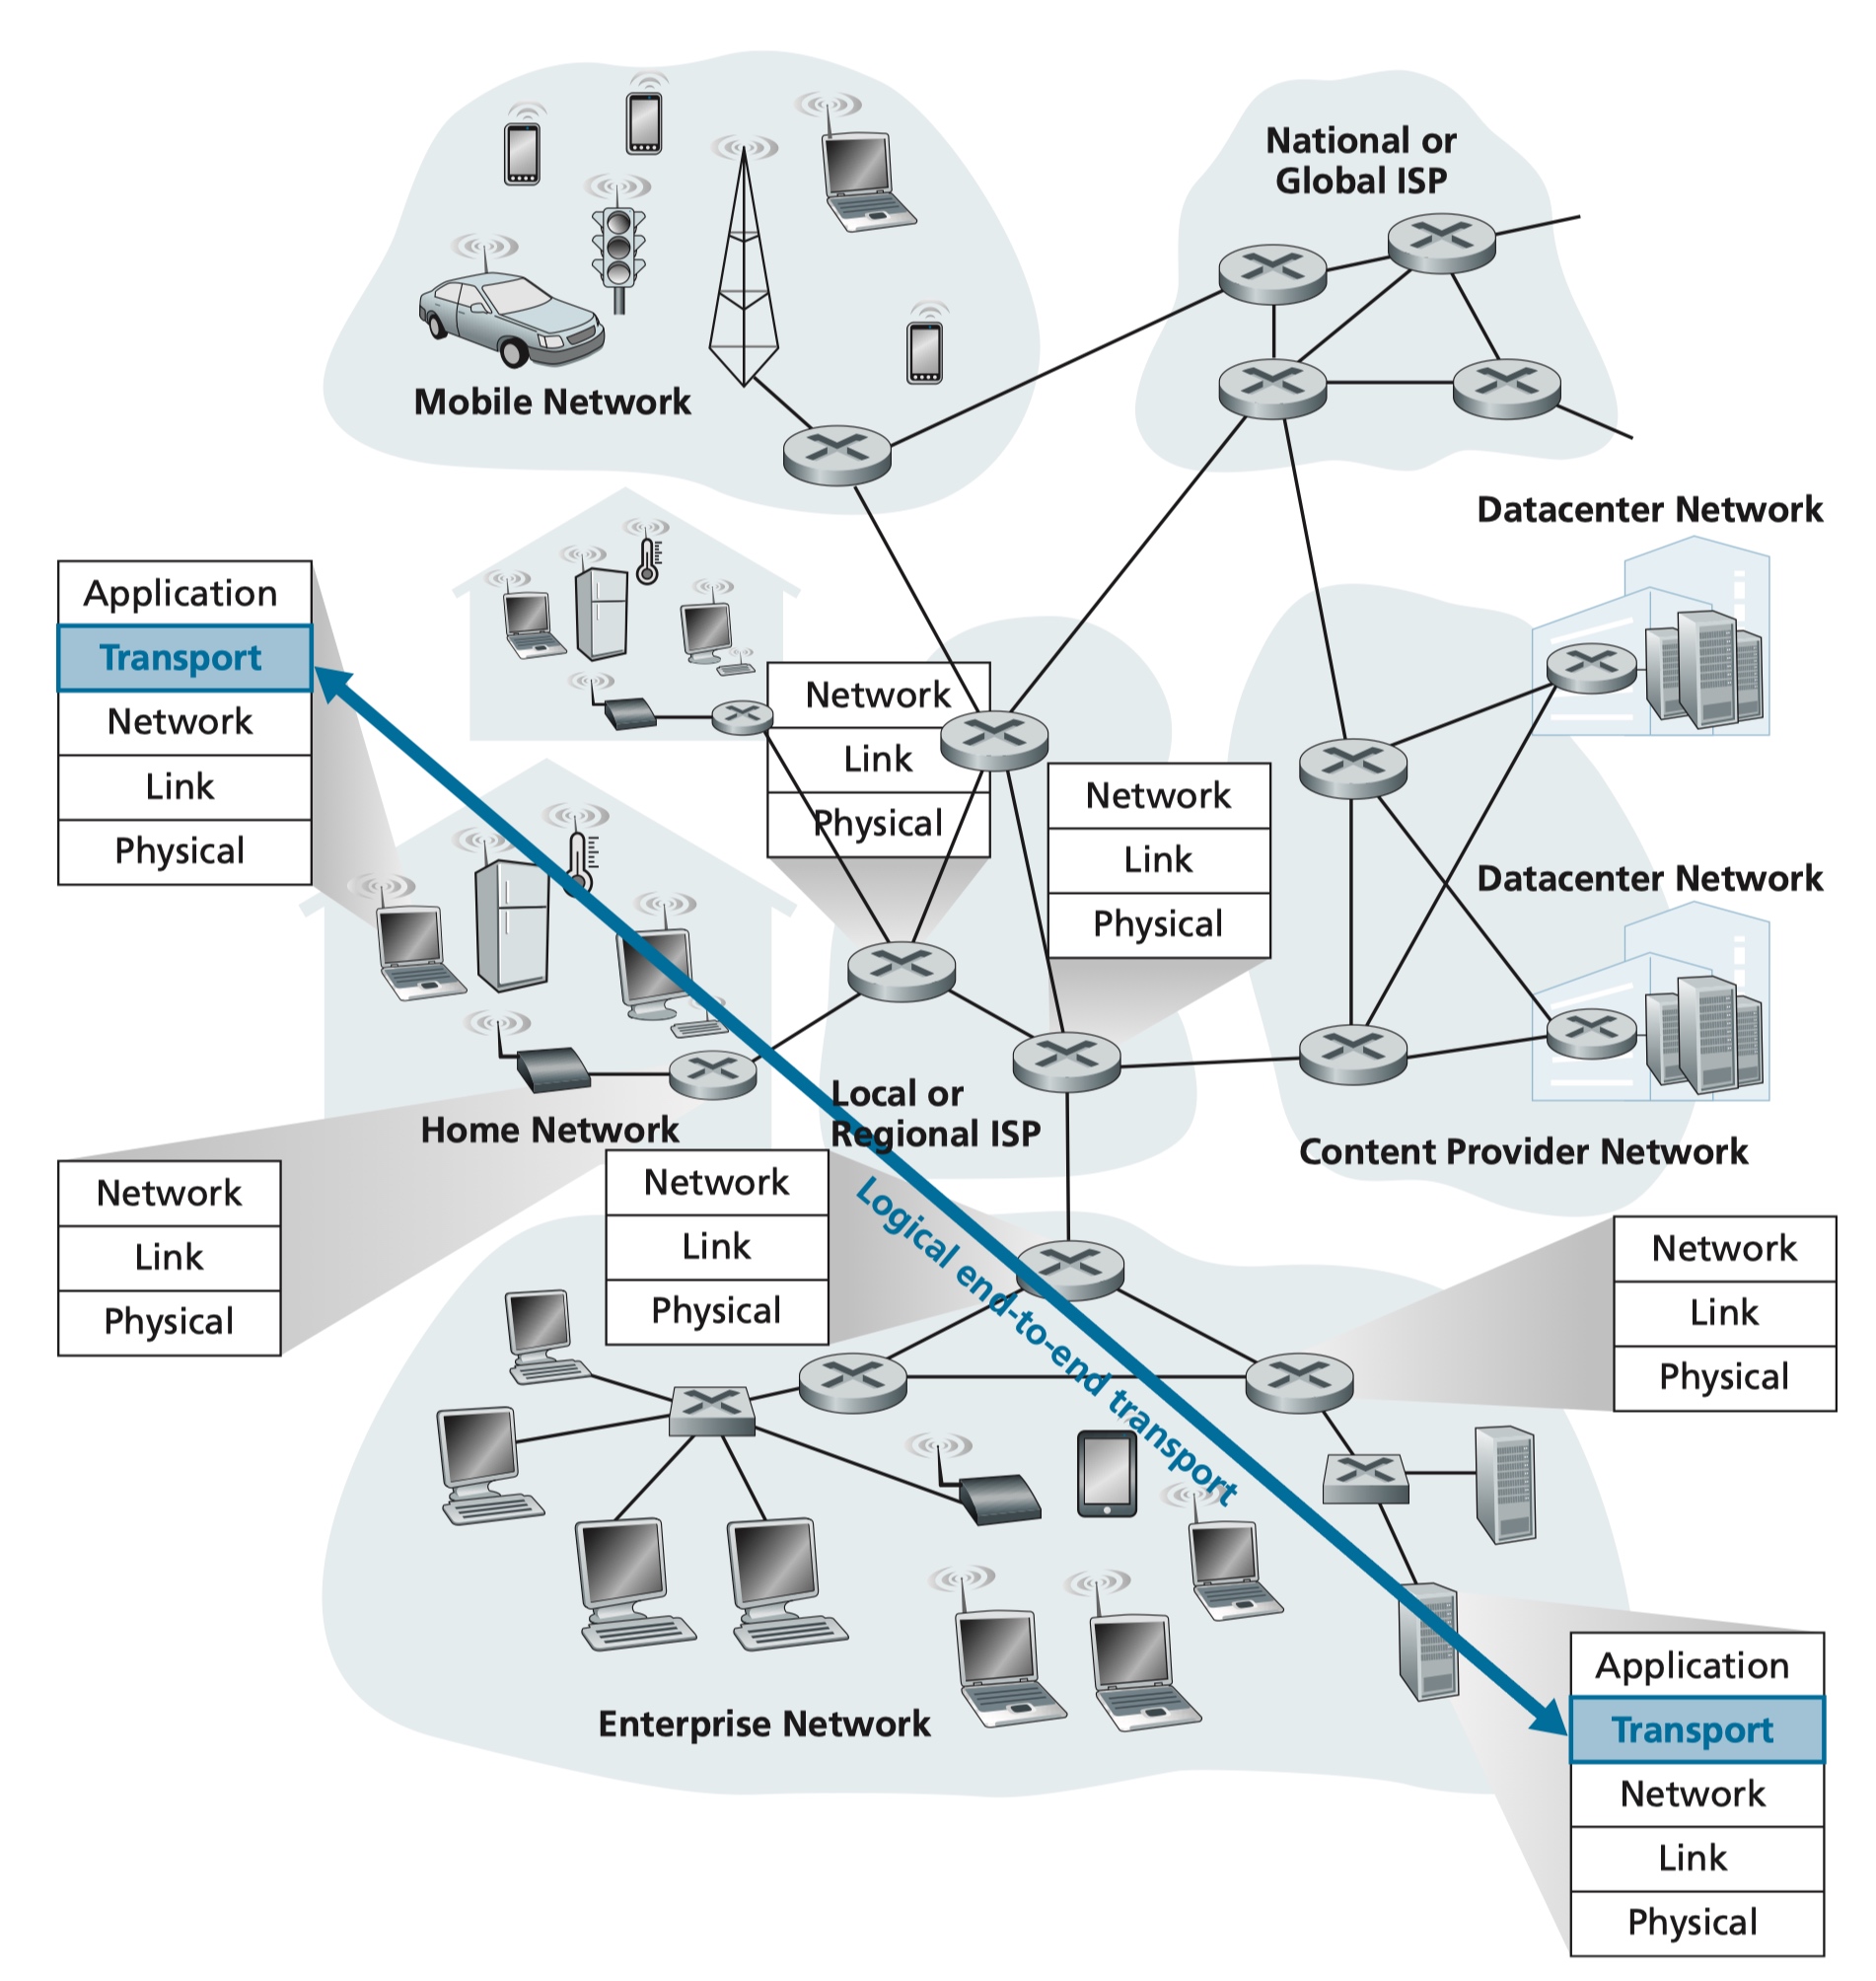 National or
Global ISP
Mobile Network
Datacenter Network
Application
Transport
Network
Link
Physical
Network
Link
Physical
Network
Link
Physical
Datacenter Network
Local or
Regional ISP
Home Network
Content Provider Network
Network
Link
Physical
Network
Link
Physical
Logical end-to-end transport
Network
Link
Physical
Enterprise Network
Application
Transport
Network
Link
Physical